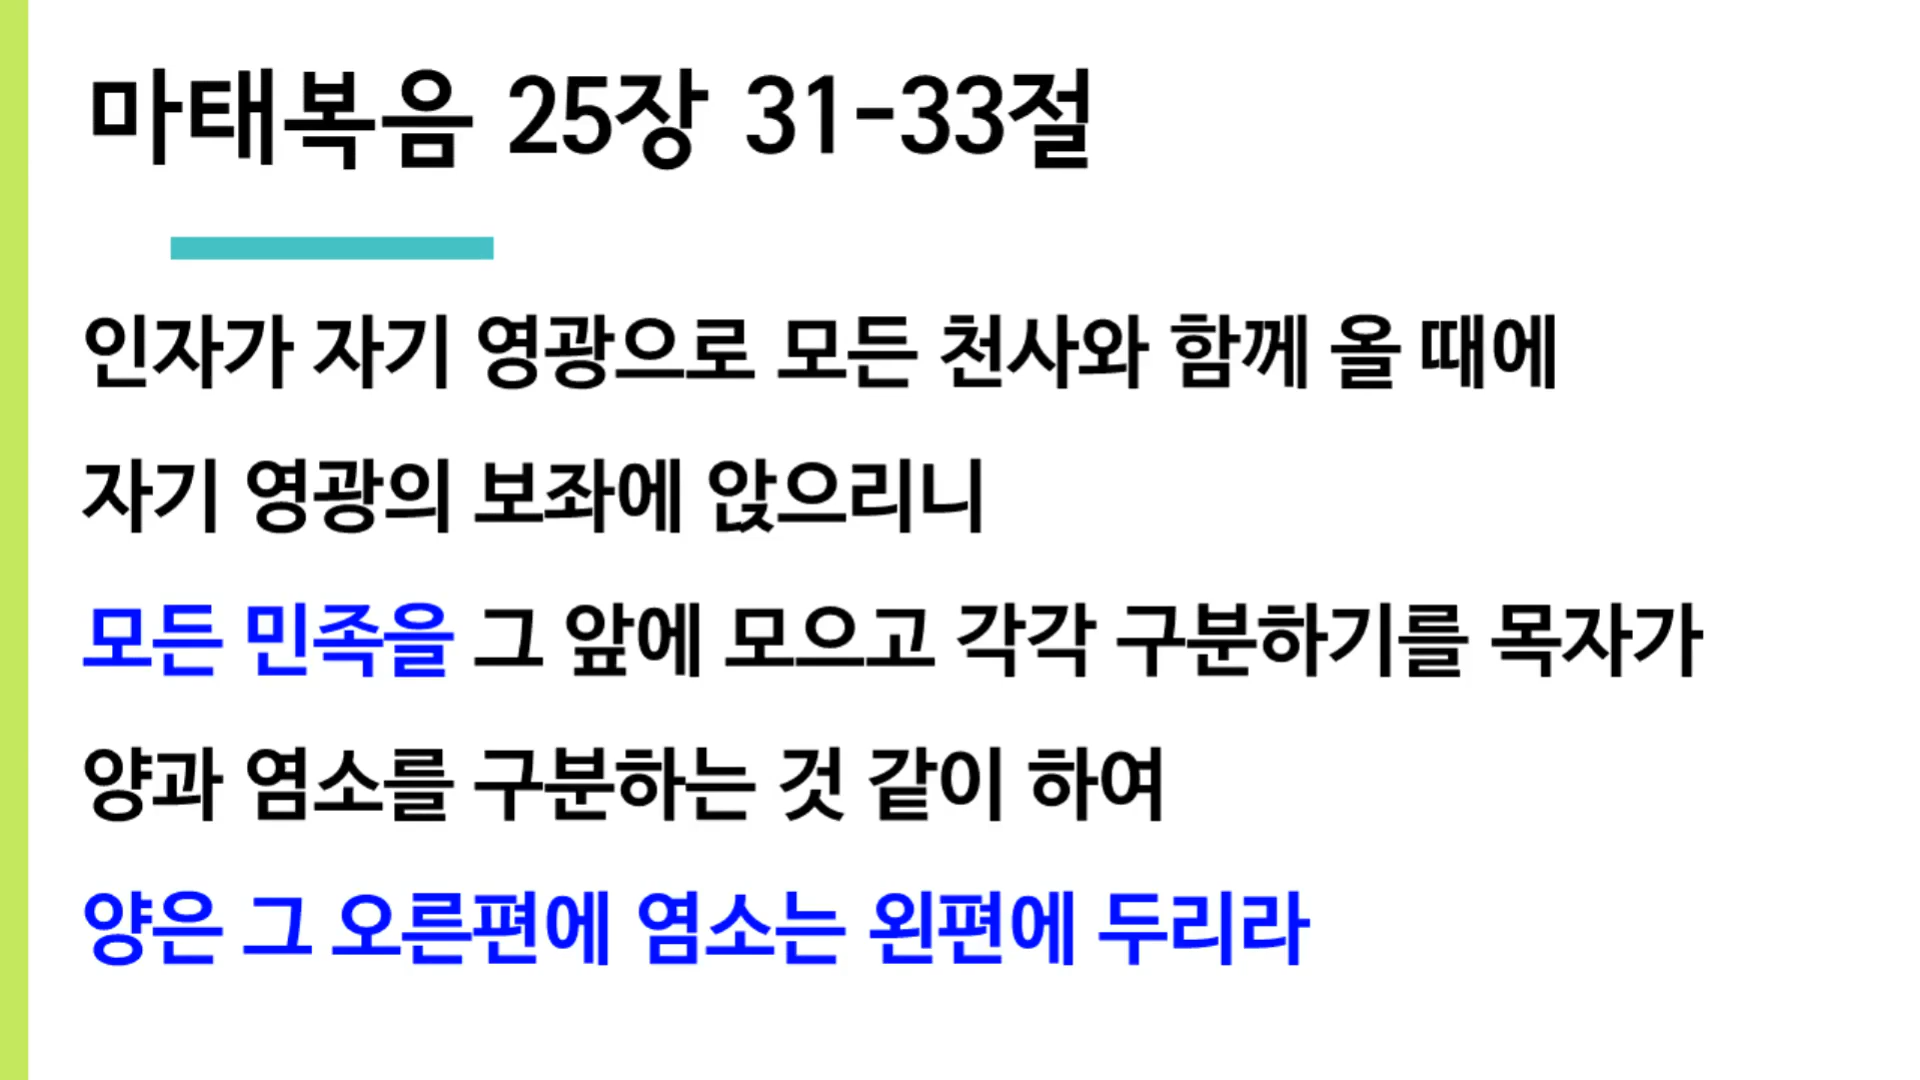 마태복음 25장 31-33절
인자가 자기 영광으로 모든 천사와 함께 올 때에
자기 영광의 보좌에 앉으리니
모든 민족을 그 앞에 모으고 각각 구분하기를 목자가
양과 염소를 구분하는 것 같이 하여
양은 그 오른편에 염소는 왼편에 두리라